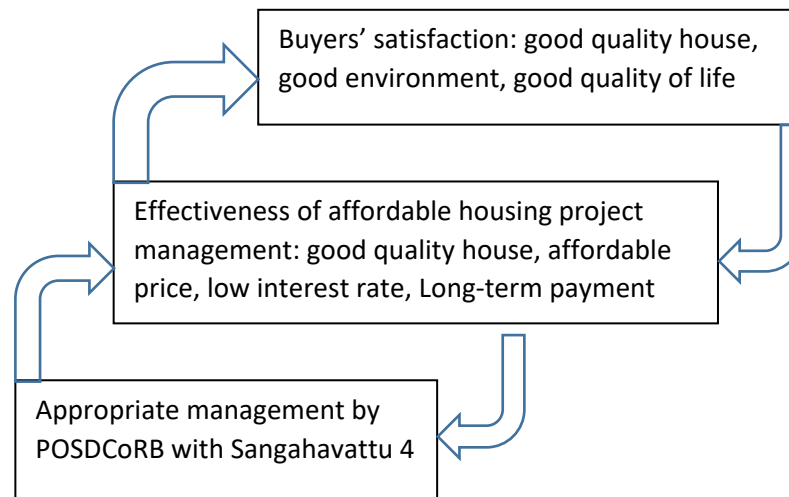 Buyers’ satisfaction: good quality house,
good environment, good quality of life
Effectiveness of affordable housing project
management: good quality house, affordable
price, low interest rate, Long-term payment
Appropriate management by
POSDCoRB with Sangahavattu 4